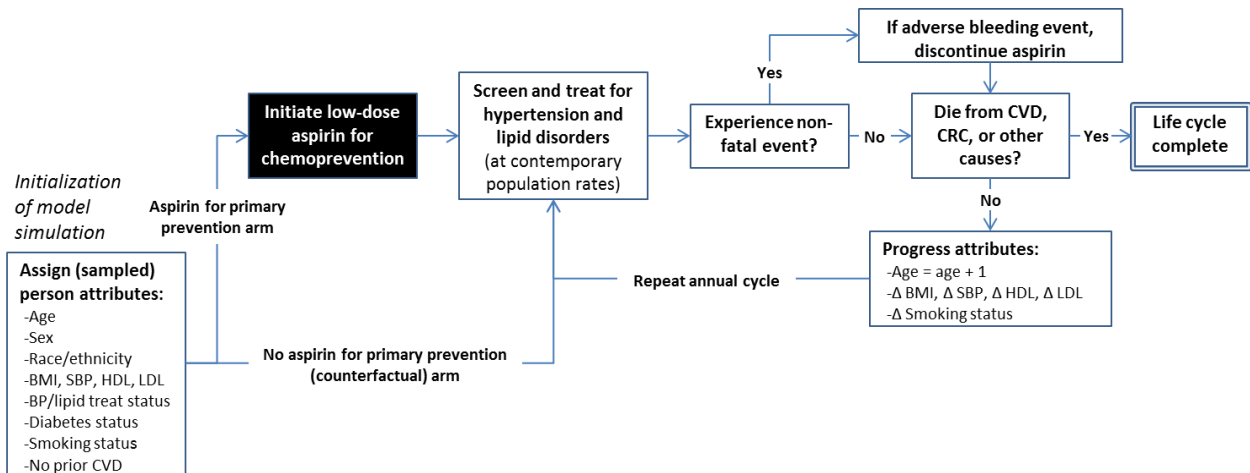 Initialization
of model
simulation
Assign (sampled)
person attributes:
-Age
-Sex
-Race/ethnicity
-BMI, SBP, HDL, LDL
-BP/lipid treat status
-Diabetes status
-Smoking status
-No prior CVD
Aspirin for primary
prevention arm
Initiate low-dose
aspirin for
chemoprevention
No aspirin for primary prevention
(counterfactual) arm
Screen and treat for
hypertension and
lipid disorders
(at contemporary
population rates)
Experience non-
fatal event?
Yes
If adverse bleeding event,
discontinue aspirin
No
Die from CVD,
CRC, or other
causes?
Yes
Life cycle
complete
No
Progress attributes:
-Age = age + 1
-Δ BMI, Δ SBP, Δ HDL, Δ LDL
-Δ Smoking status
Repeat annual cycle